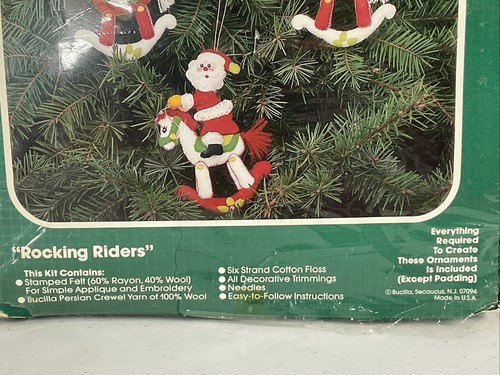 "Rocking Riders"
This Kit Contains:
● Stamped Felt (60% Rayon, 40% Wool)
For Simple Applique and Embroidery
● Bucilla Persian Crewel Yarn of 100% Wool
● Six Strand Cotton Floss
● All Decorative Trimmings
● Needles
● Easy-to-Follow Instructions
Everything
Required
To Create
These Ornaments
Is Included
(Except Padding)
© Bucilla, Secaucus, N.J. 07094
Made in U.S.A.